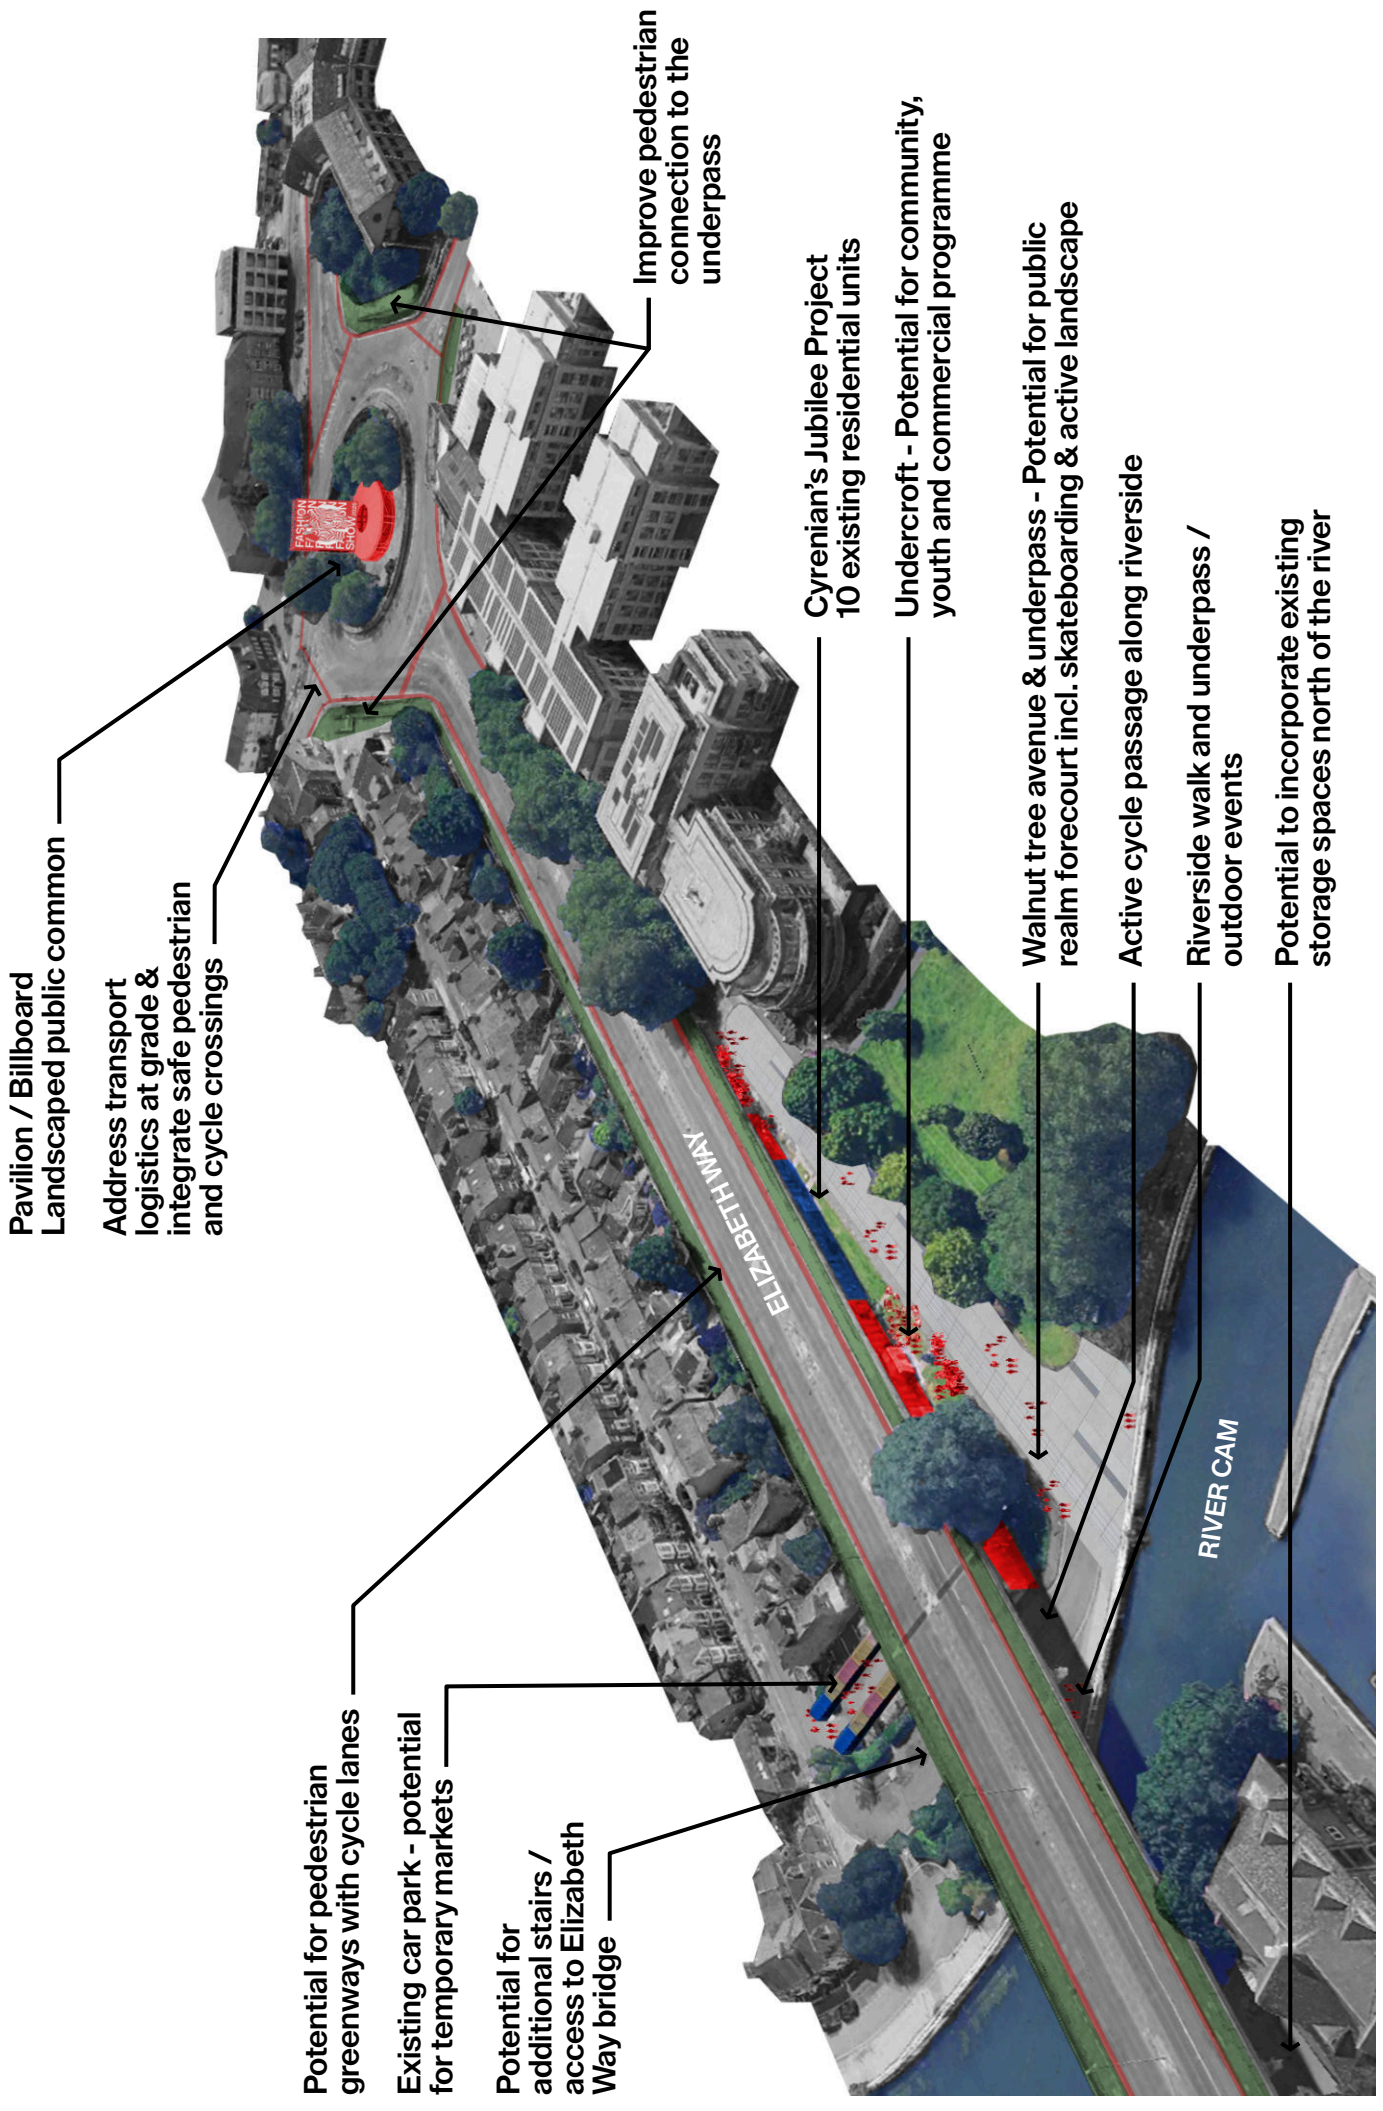 Pavilion / Billboard
Landscaped public common
Address transport
logistics at grade &
integrate safe pedestrian
and cycle crossings
Potential for pedestrian
greenways with cycle lanes
Existing car park - potential
for temporary markets
Potential for
additional stairs /
access to Elizabeth
Way bridge
FASHION
SHOW
ELIZABETH WAY
RIVER CAM
Improve pedestrian
connection to the
underpass
Cyrenian's Jubilee Project
10 existing residential units
Undercroft - Potential for community,
youth and commercial programme
Walnut tree avenue & underpass - Potential for public
realm forecourt incl. skateboarding & active landscape
Active cycle passage along riverside
Riverside walk and underpass /
outdoor events
Potential to incorporate existing
storage spaces north of the river